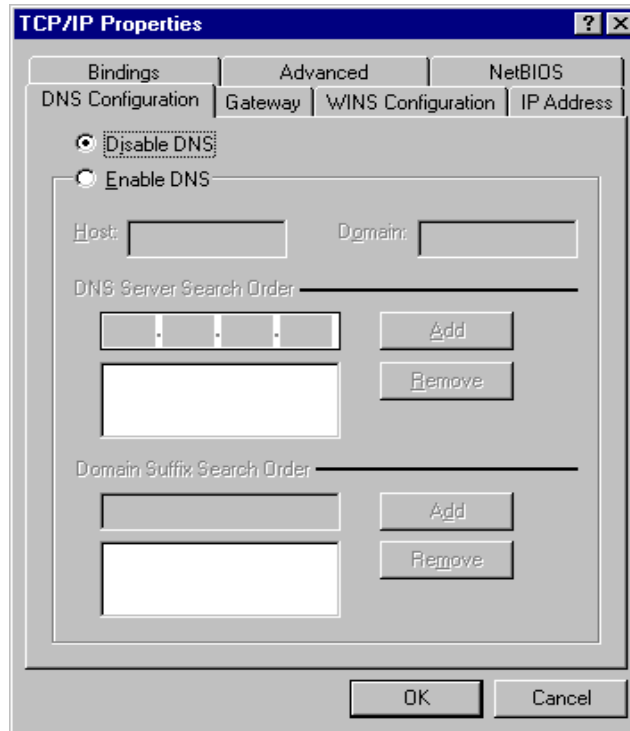 TCP/IP Properties
Bindings Advanced NetBIOS
DNS Configuration Gateway WINS Configuration IP Address
Disable DNS
Enable DNS
Host: Domain:
DNS Server Search Order
. . .
Add
Remove
Domain Suffix Search Order
Add
Remove
OK Cancel